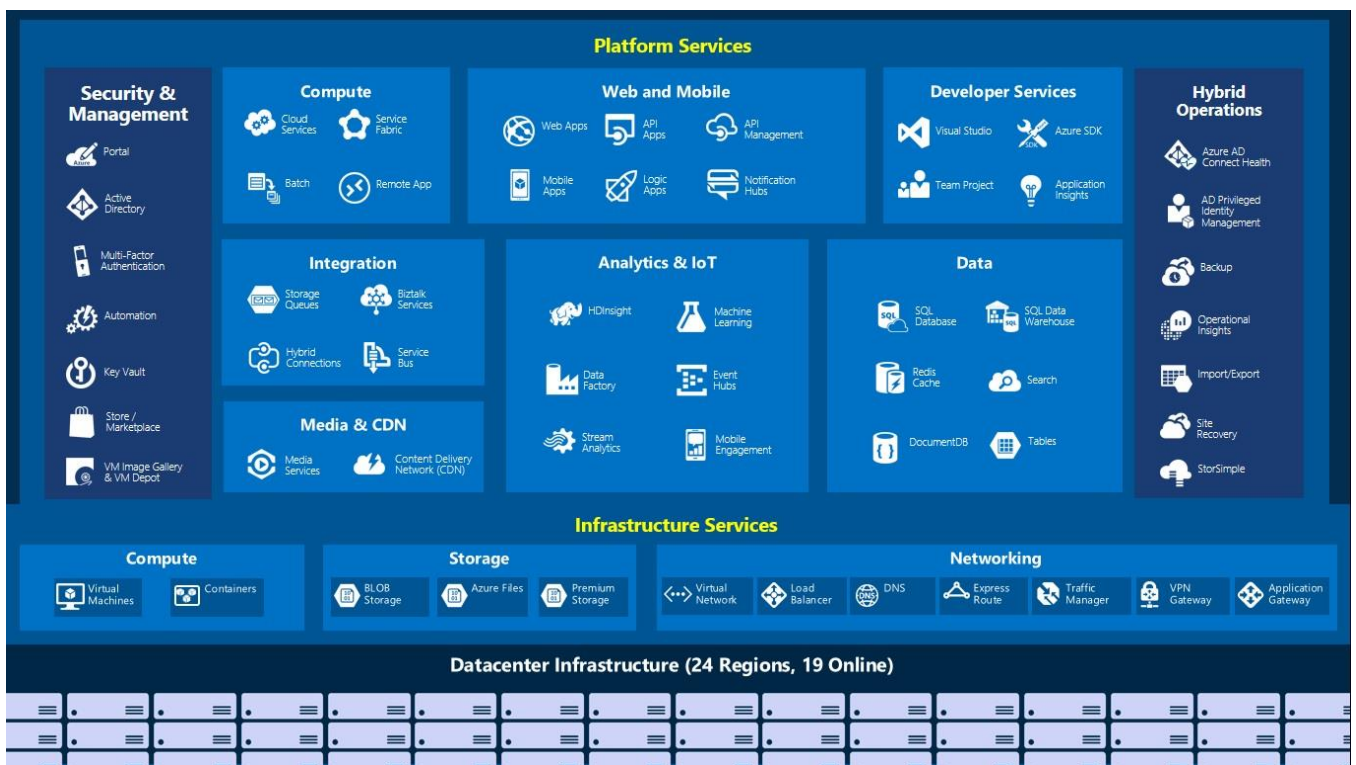 Platform Services
Security &
Management
Portal
Azure
Active
Directory
Multi-Factor
Authentication
Automation
Key Vault
Store /
Marketplace
VM Image Gallery
& VM Depot
Compute
Cloud
Services
Service
Fabric
Batch
Remote App
Web and Mobile
Web Apps
API
Apps
API
Management
Mobile
Apps
Logic
Apps
Notification
Hubs
Developer Services
Visual Studio
Azure SDK
SDK
Team Project
Application
Insights
Integration
Storage
Queues
Biztalk
Services
Hybrid
Connections
Service
Bus
Media & CDN
Media
Services
Content Delivery
Network (CDN)
Analytics & IoT
HDInsight
Machine
Learning
Data
Factory
Event
Hubs
Stream
Analytics
Mobile
Engagement
Data
SQL
SQL
Database
SQL
SQL Data
Warehouse
Redis
Cache
Search
DocumentDB
Tables
Hybrid
Operations
Azure AD
Connect Health
AD Privileged
Identity
Management
Backup
Operational
Insights
Import/Export
Site
Recovery
StorSimple
Infrastructure Services
Compute
Virtual
Machines
Containers
Storage
BLOB
Storage
Azure Files
Premium
Storage
Networking
Virtual
Network
Load
Balancer
DNS
DNS
Express
Route
Traffic
Manager
VPN
Gateway
Application
Gateway
Datacenter Infrastructure (24 Regions, 19 Online)